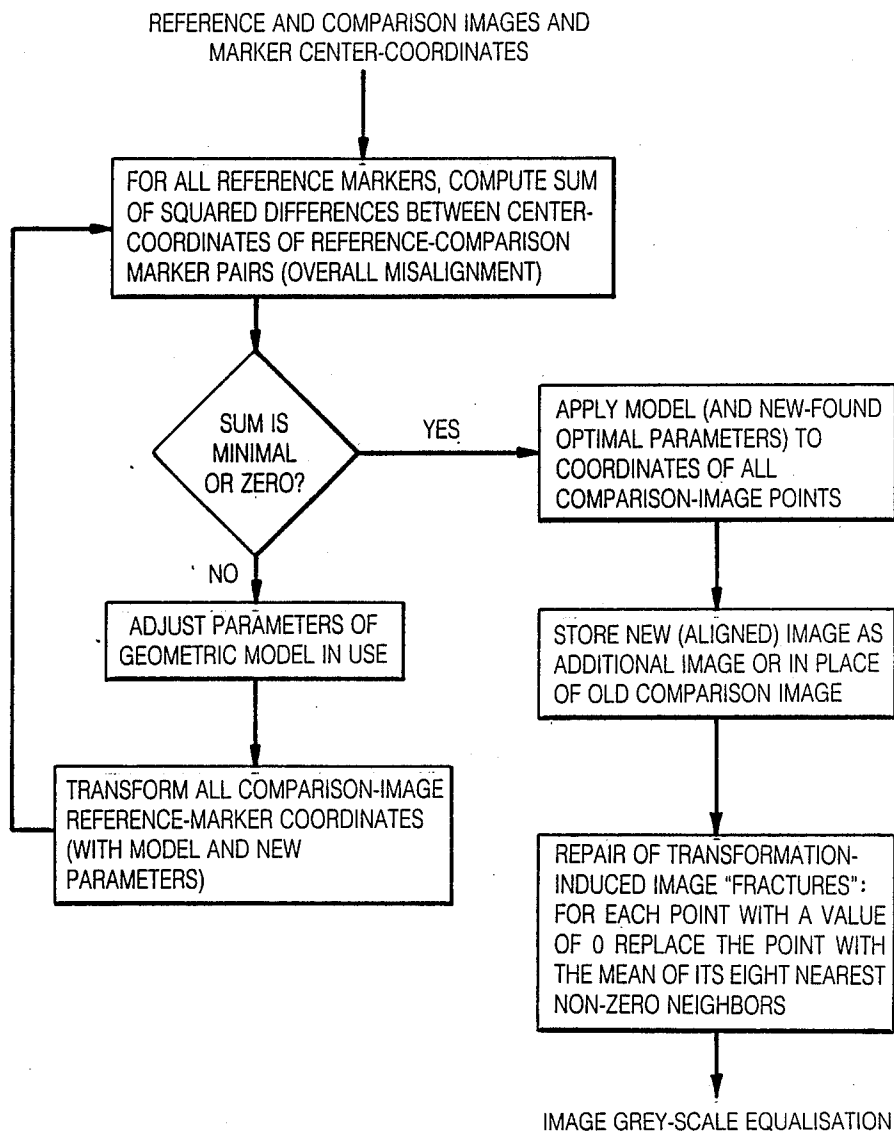 REFERENCE AND COMPARISON IMAGES AND
MARKER CENTER-COORDINATES
FOR ALL REFERENCE MARKERS, COMPUTE SUM
OF SQUARED DIFFERENCES BETWEEN CENTER-
COORDINATES OF REFERENCE-COMPARISON
MARKER PAIRS (OVERALL MISALIGNMENT)
SUM IS
MINIMAL
OR ZERO?
YES
NO
ADJUST PARAMETERS OF
GEOMETRIC MODEL IN USE
TRANSFORM ALL COMPARISON-IMAGE
REFERENCE-MARKER COORDINATES
(WITH MODEL AND NEW
PARAMETERS)
APPLY MODEL (AND NEW-FOUND
OPTIMAL PARAMETERS) TO
COORDINATES OF ALL
COMPARISON-IMAGE POINTS
STORE NEW (ALIGNED) IMAGE AS
ADDITIONAL IMAGE OR IN PLACE
OF OLD COMPARISON IMAGE
REPAIR OF TRANSFORMATION-
INDUCED IMAGE "FRACTURES":
FOR EACH POINT WITH A VALUE
OF 0 REPLACE THE POINT WITH
THE MEAN OF ITS EIGHT NEAREST
NON-ZERO NEIGHBORS
IMAGE GREY-SCALE EQUALISATION